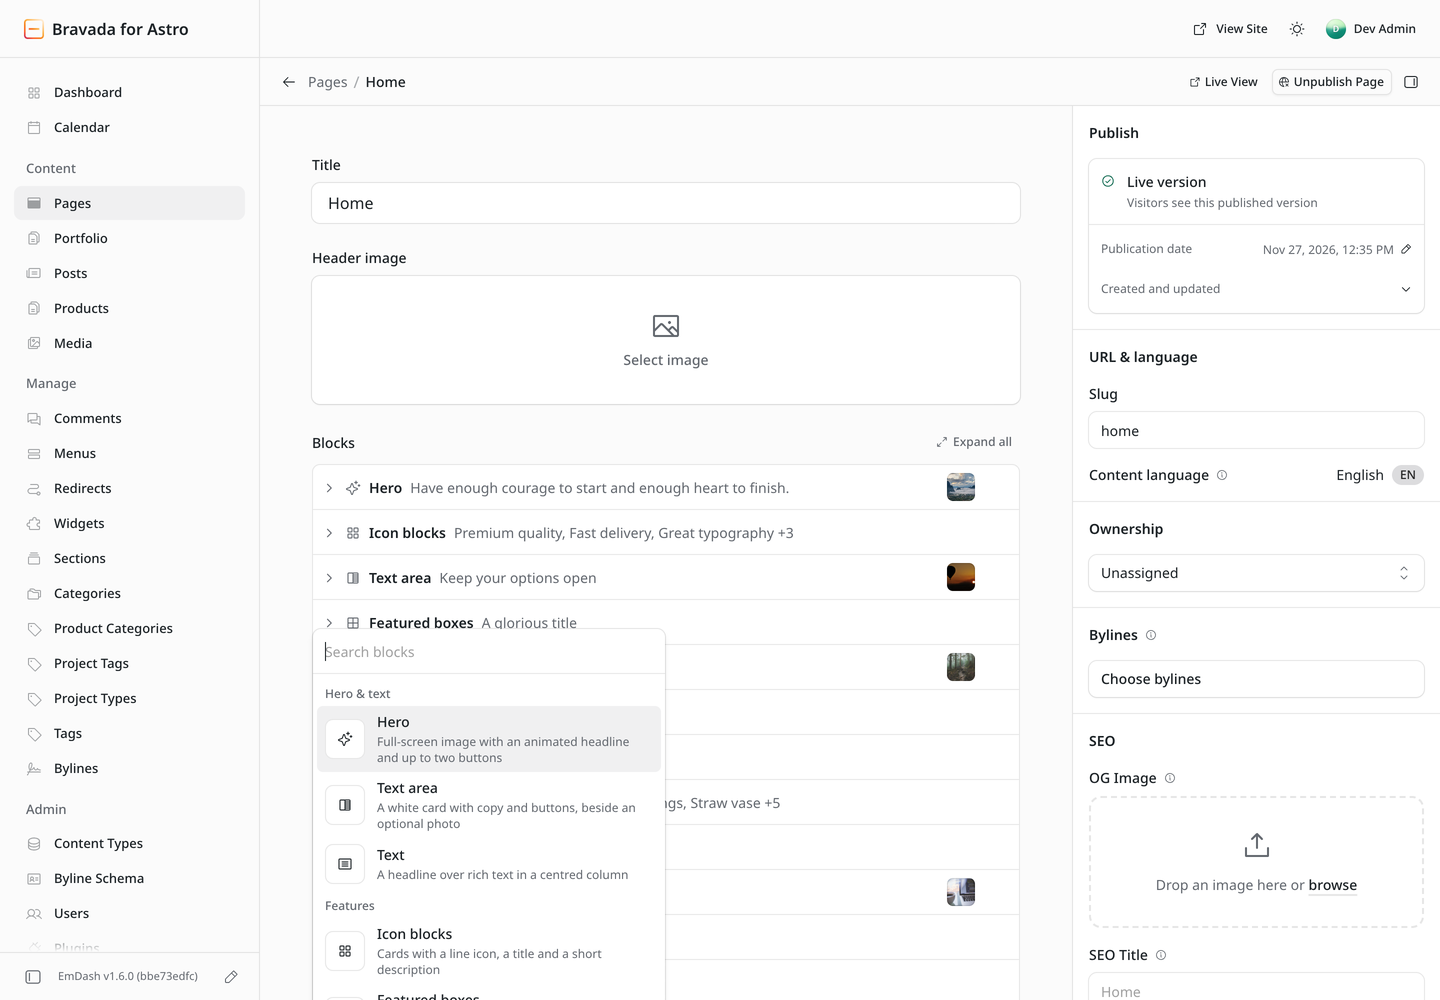 Bravada for Astro
View Site
D
Dev Admin
Dashboard
Calendar
Content
Pages
Portfolio
Posts
Products
Media
Manage
Comments
Menus
Redirects
Widgets
Sections
Categories
Product Categories
Project Tags
Project Types
Tags
Bylines
Admin
Content Types
Byline Schema
Users
Plugins
EmDash v1.6.0 (bbe73edfc)
Pages / Home
Live View
Unpublish Page
Title
Home
Header image
Select image
Blocks
Expand all
Hero Have enough courage to start and enough heart to finish.
Icon blocks Premium quality, Fast delivery, Great typography +3
Text area Keep your options open
Featured boxes A glorious title
Search blocks
Hero & text
Hero
Full-screen image with an animated headline
and up to two buttons
Text area
A white card with copy and buttons, beside an
optional photo
Text
A headline over rich text in a centred column
Features
Icon blocks
Cards with a line icon, a title and a short
description
Featured boxes
gs, Straw vase +5
Publish
Live version
Visitors see this published version
Publication date
Nov 27, 2026, 12:35 PM
Created and updated
URL & language
Slug
home
Content language
English EN
Ownership
Unassigned
Bylines
Choose bylines
SEO
OG Image
Drop an image here or browse
SEO Title
Home